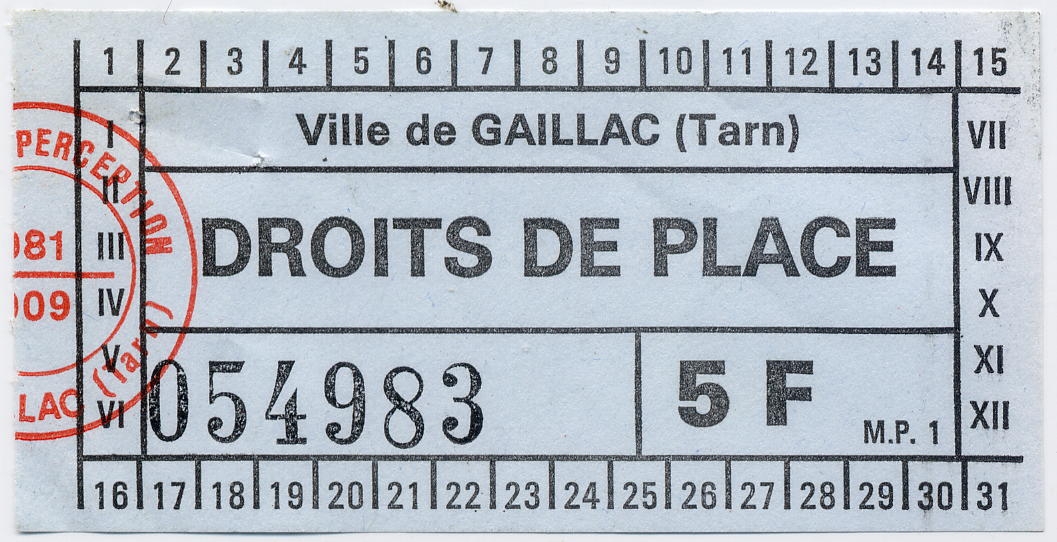 1 2 3 4 5 6 7 8 9 10 11 12 13 14 15
Ville de GAILLAC (Tarn)
DROITS DE PLACE
054983
5 F
M.P. 1
I
II
III
IV
V
VI
VII
VIII
IX
X
XI
XII
PERCEPTION
081
009
LAC (Tarn)
16 17 18 19 20 21 22 23 24 25 26 27 28 29 30 31